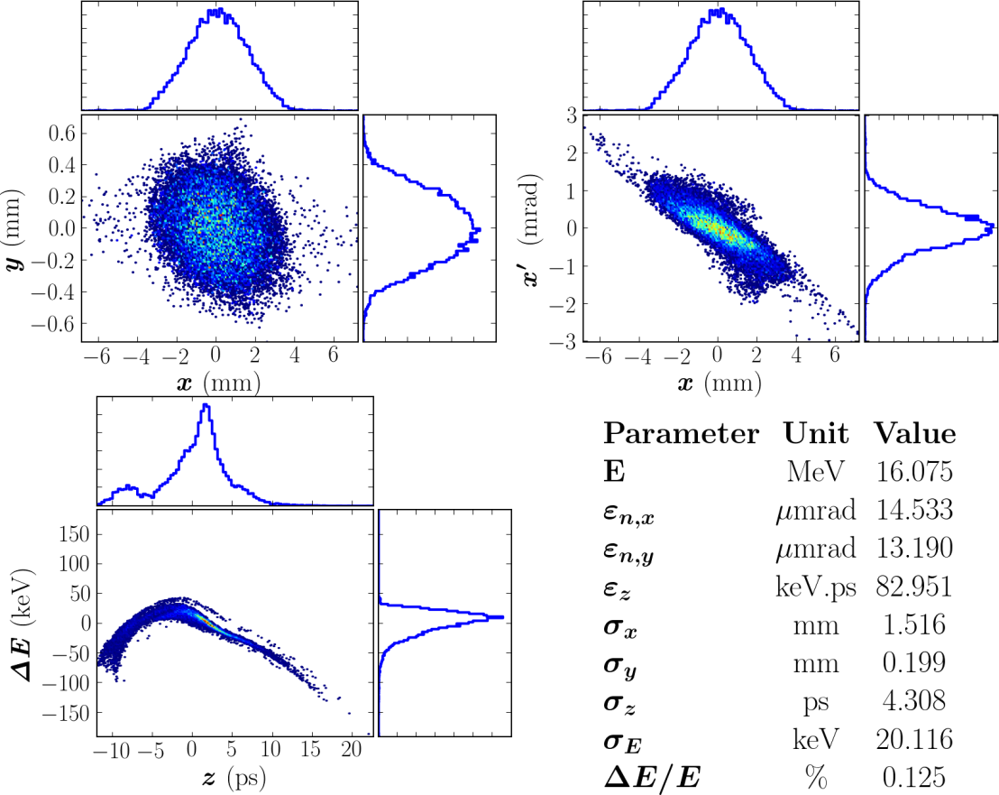 0.6
0.4
0.2
0.0
−0.2
−0.4
−0.6
y (mm)
−6 −4 −2 0 2 4 6
x (mm)
3
2
1
0
−1
−2
−3
x′ (mrad)
−6 −4 −2 0 2 4 6
x (mm)
150
100
50
0
−50
−100
−150
ΔE (keV)
−10 −5 0 5 10 15 20
z (ps)
Parameter Unit Value
E MeV 16.075
εn,x μmrad 14.533
εn,y μmrad 13.190
εz keV.ps 82.951
σx mm 1.516
σy mm 0.199
σz ps 4.308
σE keV 20.116
ΔE/E % 0.125